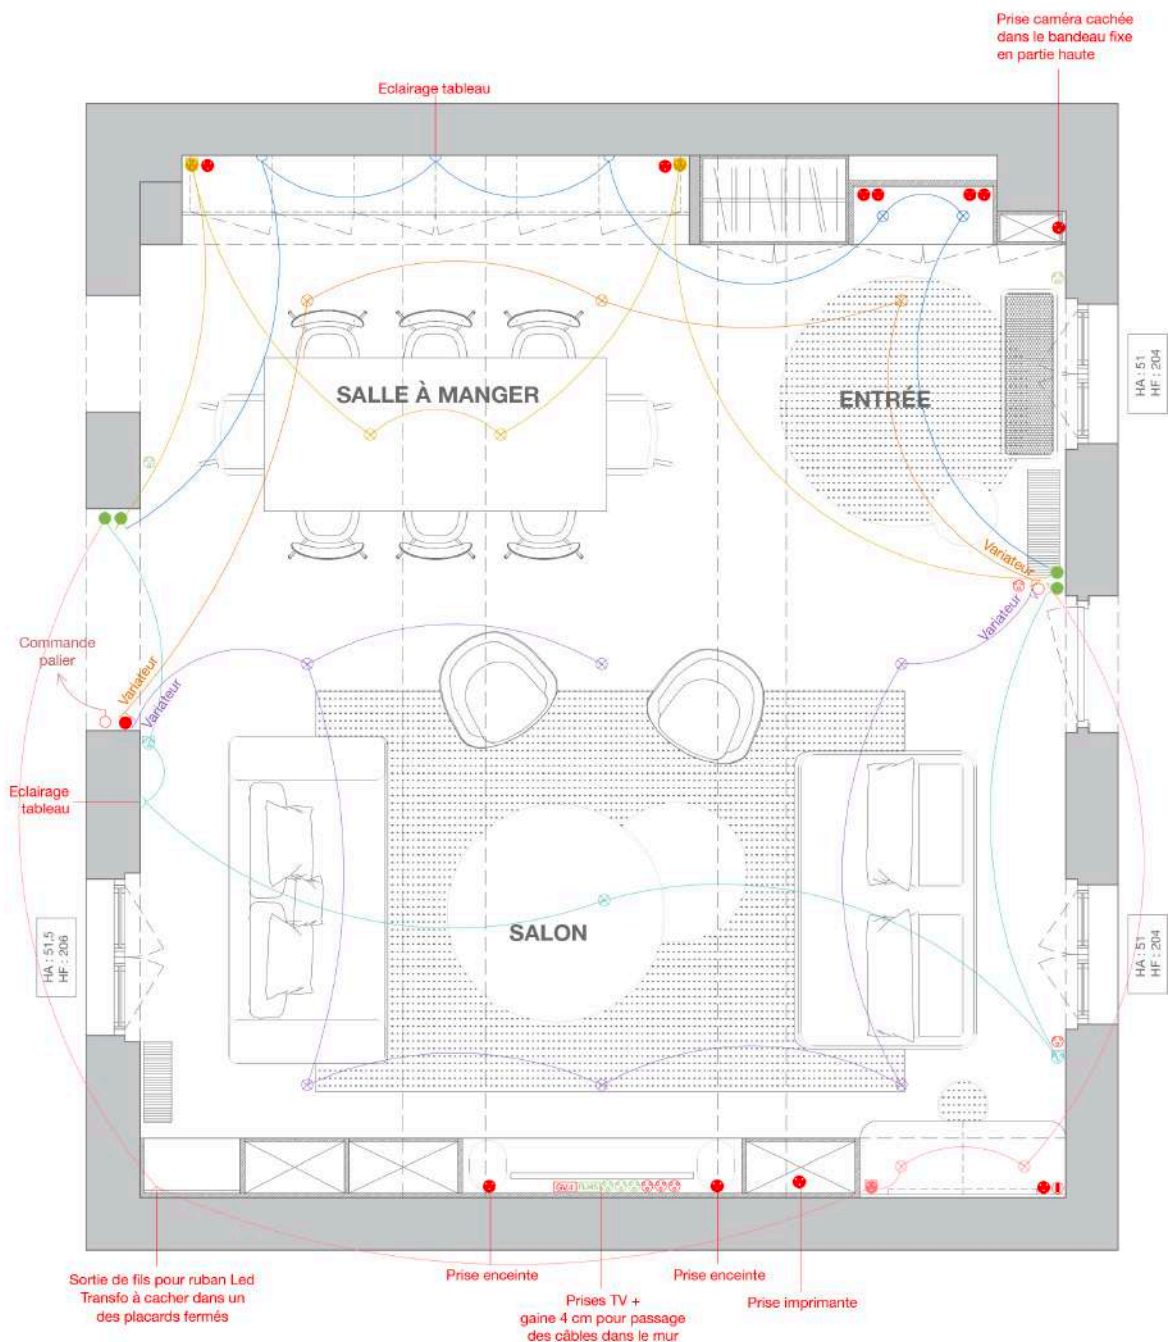 Prise caméra cachée
dans le bandeau fixe
en partie haute
Eclairage tableau
SALLE À MANGER
ENTRÉE
HA : 51
HF : 204
Variateur
Variateur
Commande
palier
Variateur
Variateur
Eclairage
tableau
SALON
HA : 51,5
HF : 206
HA : 51
HF : 204
Sortie de fils pour ruban Led
Transfo à cacher dans un
des placards fermés
Prise enceinte
Prises TV +
gaine 4 cm pour passage
des câbles dans le mur
Prise enceinte
Prise imprimante